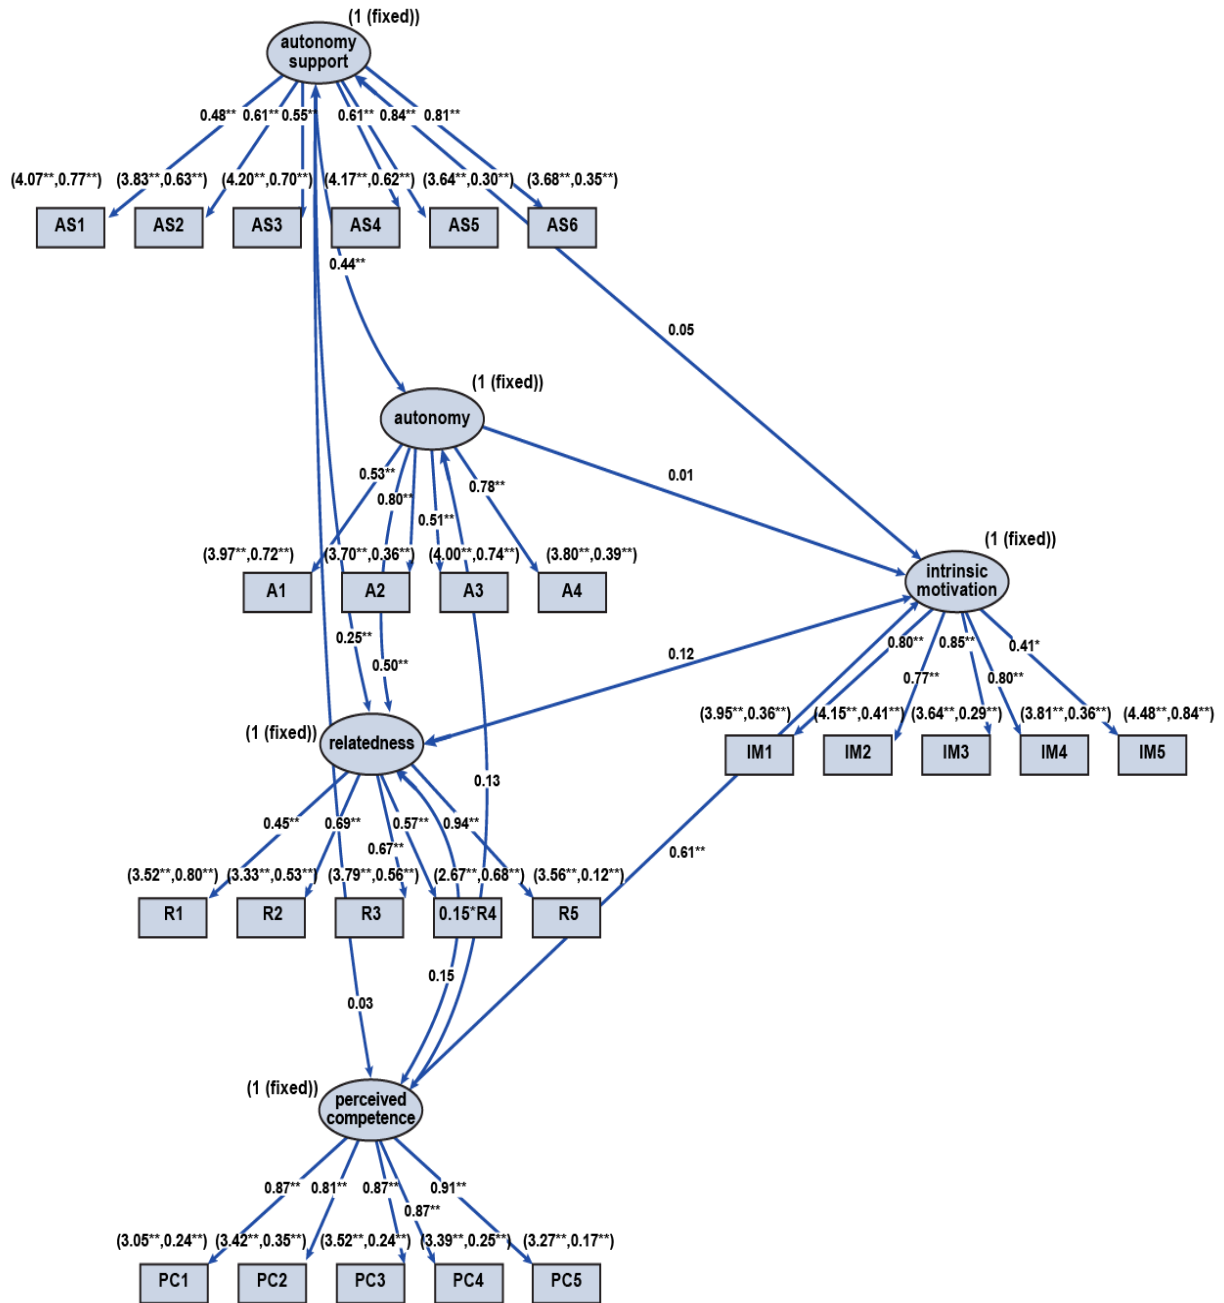 (1 (fixed))
autonomy
support
0.48**
0.61**
0.55**
0.61**
0.84**
0.81**
(4.07**,0.77**)
(3.83**,0.63**)
(4.20**,0.70**)
(4.17**,0.62**)
(3.64**,0.30**)
(3.68**,0.35**)
AS1
AS2
AS3
AS4
AS5
AS6
0.44**
0.05
(1 (fixed))
autonomy
0.53**
0.80**
0.51**
0.78**
0.01
(3.97**,0.72**)
(3.70**,0.36**)
(4.00**,0.74**)
(3.80**,0.39**)
A1
A2
A3
A4
(1 (fixed))
intrinsic
motivation
0.25**
0.50**
0.12
0.80**
0.85**
0.41*
0.77**
0.80**
(3.95**,0.36**)
(4.15**,0.41**)
(3.64**,0.29**)
(3.81**,0.36**)
(4.48**,0.84**)
IM1
IM2
IM3
IM4
IM5
(1 (fixed))
relatedness
0.13
0.45**
0.69**
0.67**
0.57**
0.94**
0.61**
(3.52**,0.80**)
(3.33**,0.53**)
(3.79**,0.56**)
(2.67**,0.68**)
(3.56**,0.12**)
R1
R2
R3
0.15*R4
R5
0.15
0.03
(1 (fixed))
perceived
competence
0.87**
0.81**
0.87**
0.87**
0.91**
(3.05**,0.24**)
(3.42**,0.35**)
(3.52**,0.24**)
(3.39**,0.25**)
(3.27**,0.17**)
PC1
PC2
PC3
PC4
PC5